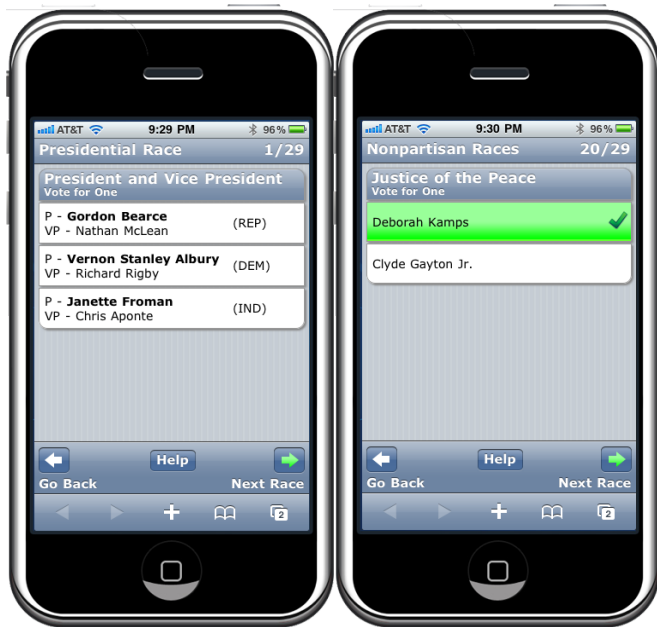 AT&T 9:29 PM 96%
Presidential Race 1/29
President and Vice President
Vote for One
P - Gordon Bearce
VP - Nathan McLean (REP)
P - Vernon Stanley Albury
VP - Richard Rigby (DEM)
P - Janette Froman
VP - Chris Aponte (IND)
Help
Go Back Next Race
2
AT&T 9:30 PM 96%
Nonpartisan Races 20/29
Justice of the Peace
Vote for One
Deborah Kamps
Clyde Gayton Jr.
Help
Go Back Next Race
2